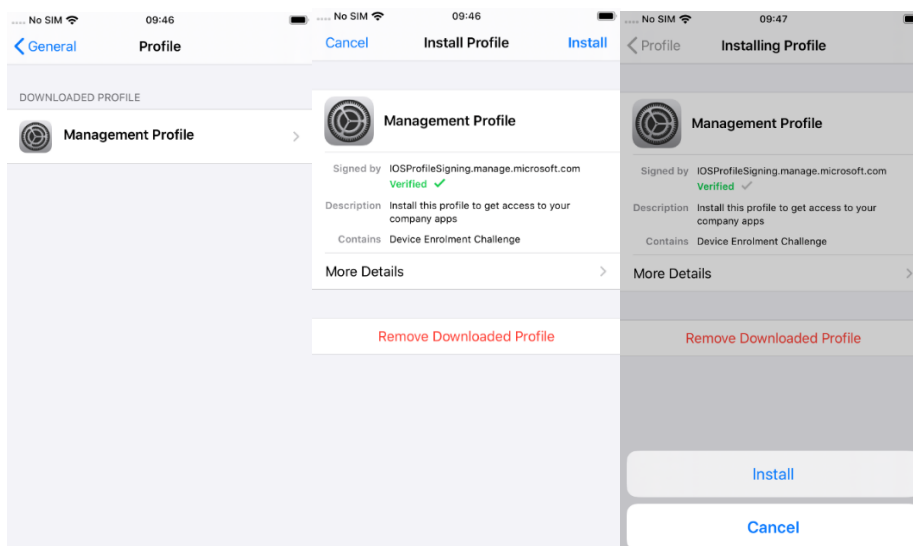 .... No SIM 09:46
General Profile
DOWNLOADED PROFILE
Management Profile
.... No SIM 09:46
Cancel Install Profile Install
Management Profile
Signed by IOSProfileSigning.manage.microsoft.com
Verified ✓
Description Install this profile to get access to your
company apps
Contains Device Enrolment Challenge
More Details
Remove Downloaded Profile
.... No SIM 09:47
Profile Installing Profile
Management Profile
Signed by IOSProfileSigning.manage.microsoft.com
Verified ✓
Description Install this profile to get access to your
company apps
Contains Device Enrolment Challenge
More Details
Remove Downloaded Profile
Install
Cancel